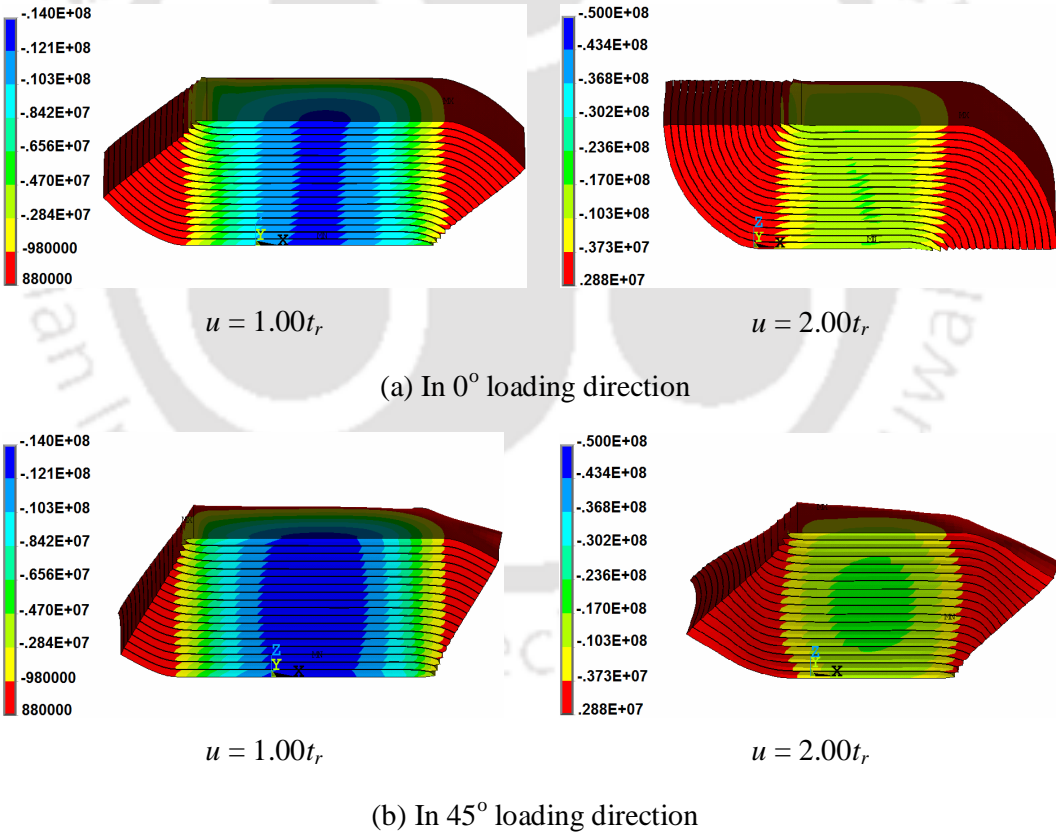 -.140E+08
-.121E+08
-.103E+08
-.842E+07
-.656E+07
-.470E+07
-.284E+07
-980000
880000
Y X
-.500E+08
-.434E+08
-.368E+08
-.302E+08
-.236E+08
-.170E+08
-.103E+08
-.373E+07
.288E+07
Z
Y X
u = 1.00tr
u = 2.00tr
(a) In 0o loading direction
-.140E+08
-.121E+08
-.103E+08
-.842E+07
-.656E+07
-.470E+07
-.284E+07
-980000
880000
Z
Y
X
-.500E+08
-.434E+08
-.368E+08
-.302E+08
-.236E+08
-.170E+08
-.103E+08
-.373E+07
.288E+07
Y
X
u = 1.00tr
u = 2.00tr
(b) In 45o loading direction